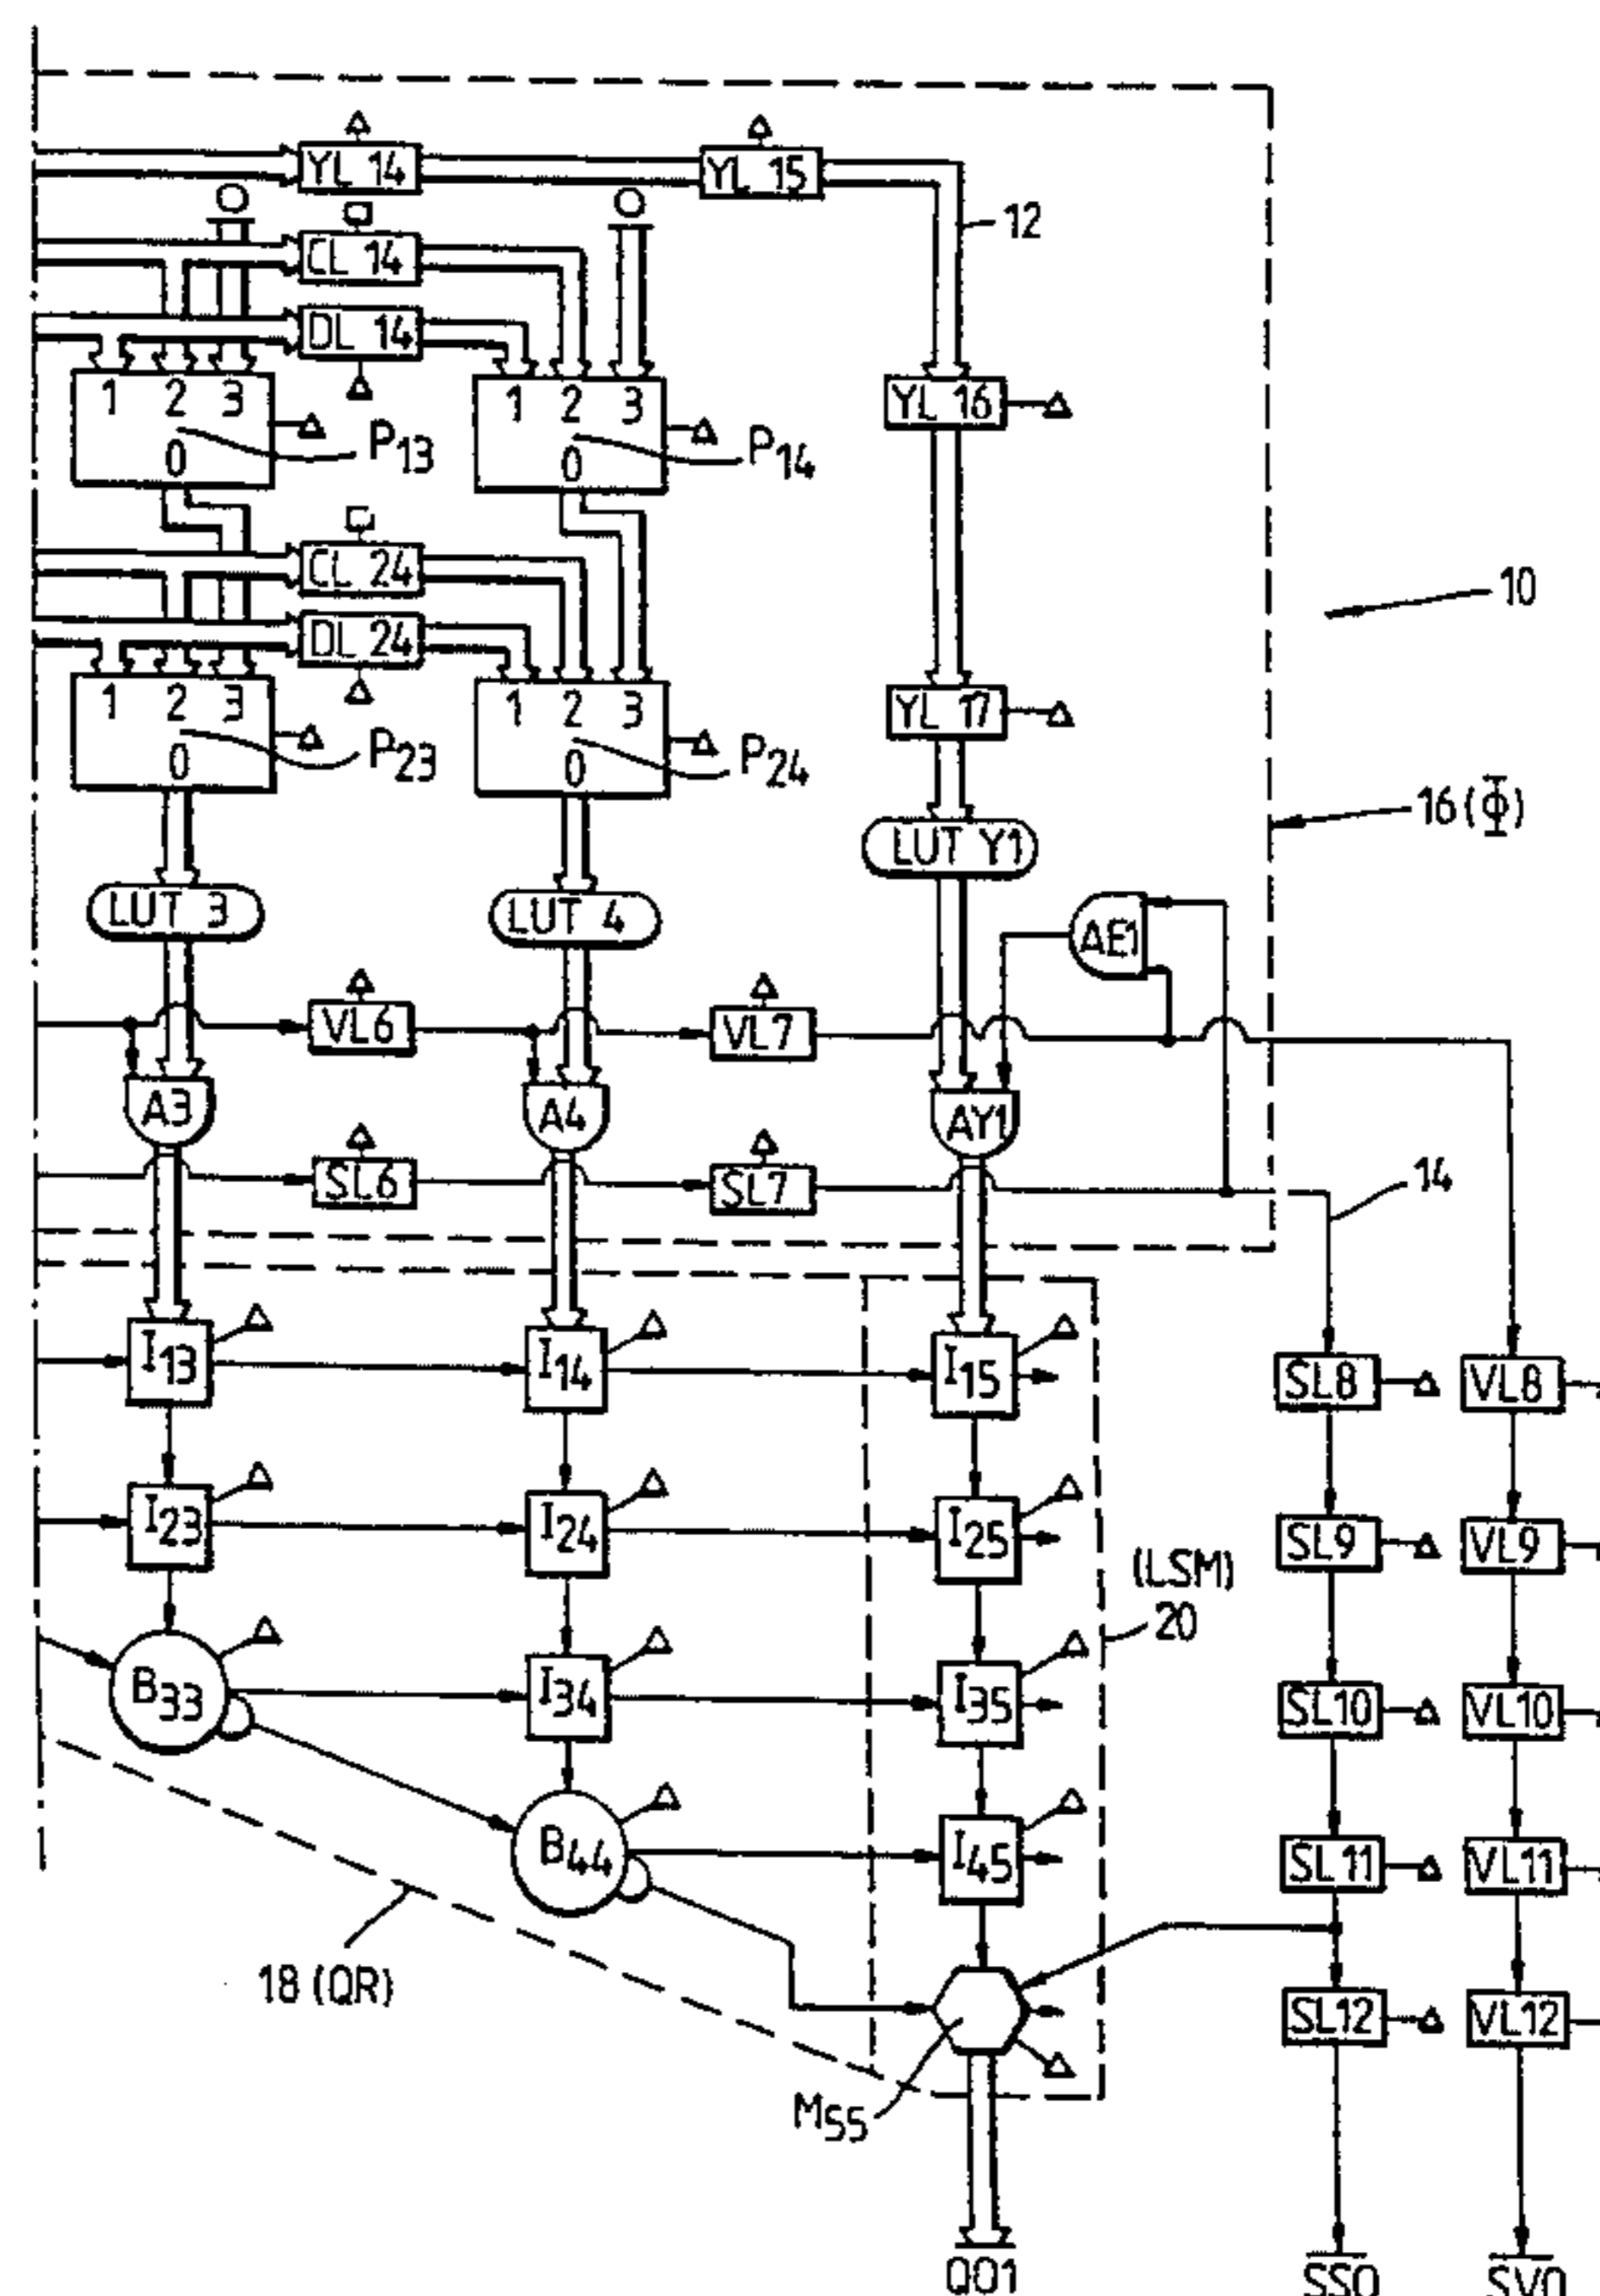 YL 14
YL 15
12
CL 14
DL 14
1 2 3
0
P13
1 2 3
0
P14
YL 16
CL 24
DL 24
10
1 2 3
0
P23
1 2 3
0
P24
YL 17
16 (Φ)
LUT Y1
LUT 3
LUT 4
AE1
VL6
VL7
A3
A4
AY1
SL6
SL7
14
I13
I14
I15
SL8
VL8
I23
I24
I25
SL9
VL9
(LSM)
20
B33
I34
I35
SL10
VL10
B44
I45
SL11
VL11
18 (QR)
SL12
VL12
M55
QO1
SSO
SVO